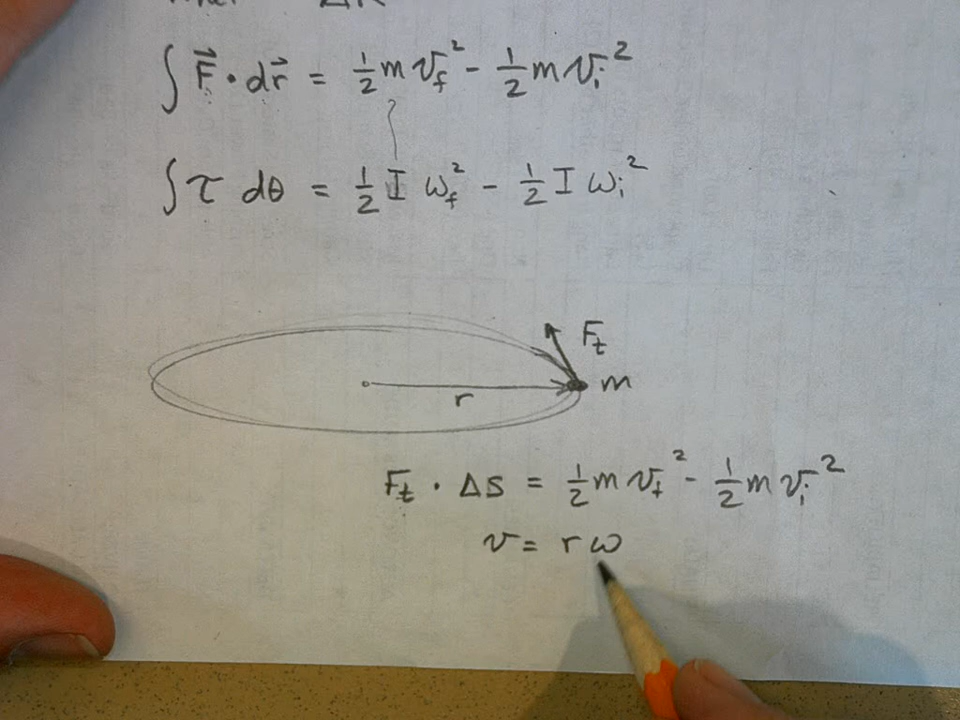 ΔK
∫ F⃗ · dr⃗ = ½ m v_f² - ½ m v_i²
∫ τ dθ = ½ I ω_f² - ½ I ω_i²
F_t
m
r
F_t · Δs = ½ m v_f² - ½ m v_i²
v = r ω